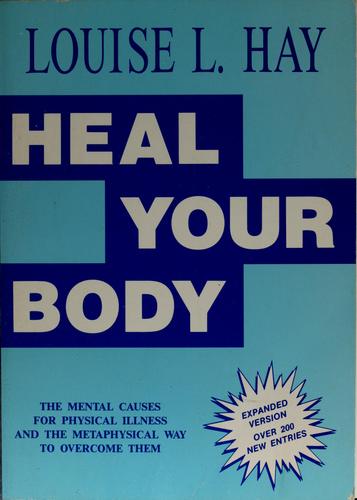 LOUISE L. HAY
HEAL
YOUR
BODY
THE MENTAL CAUSES
FOR PHYSICAL ILLNESS
AND THE METAPHYSICAL WAY
TO OVERCOME THEM
EXPANDED
VERSION
OVER 200
NEW ENTRIES